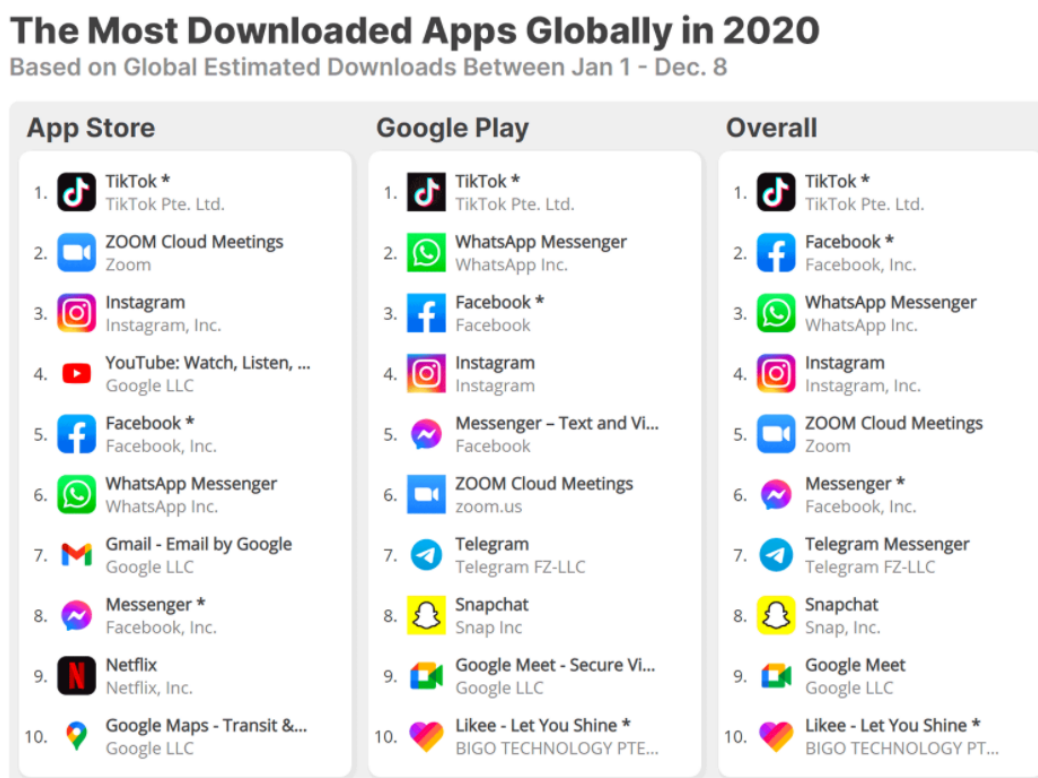 The Most Downloaded Apps Globally in 2020
Based on Global Estimated Downloads Between Jan 1 - Dec. 8
App Store
1. TikTok *
TikTok Pte. Ltd.
2. ZOOM Cloud Meetings
Zoom
3. Instagram
Instagram, Inc.
4. YouTube: Watch, Listen, ...
Google LLC
5. Facebook *
Facebook, Inc.
6. WhatsApp Messenger
WhatsApp Inc.
7. Gmail - Email by Google
Google LLC
8. Messenger *
Facebook, Inc.
9. Netflix
Netflix, Inc.
10. Google Maps - Transit &...
Google LLC
Google Play
1. TikTok *
TikTok Pte. Ltd.
2. WhatsApp Messenger
WhatsApp Inc.
3. Facebook *
Facebook
4. Instagram
Instagram
5. Messenger – Text and Vi...
Facebook
6. ZOOM Cloud Meetings
zoom.us
7. Telegram
Telegram FZ-LLC
8. Snapchat
Snap Inc
9. Google Meet - Secure Vi...
Google LLC
10. Likee - Let You Shine *
BIGO TECHNOLOGY PTE...
Overall
1. TikTok *
TikTok Pte. Ltd.
2. Facebook *
Facebook, Inc.
3. WhatsApp Messenger
WhatsApp Inc.
4. Instagram
Instagram, Inc.
5. ZOOM Cloud Meetings
Zoom
6. Messenger *
Facebook, Inc.
7. Telegram Messenger
Telegram FZ-LLC
8. Snapchat
Snap, Inc.
9. Google Meet
Google LLC
10. Likee - Let You Shine *
BIGO TECHNOLOGY PT...